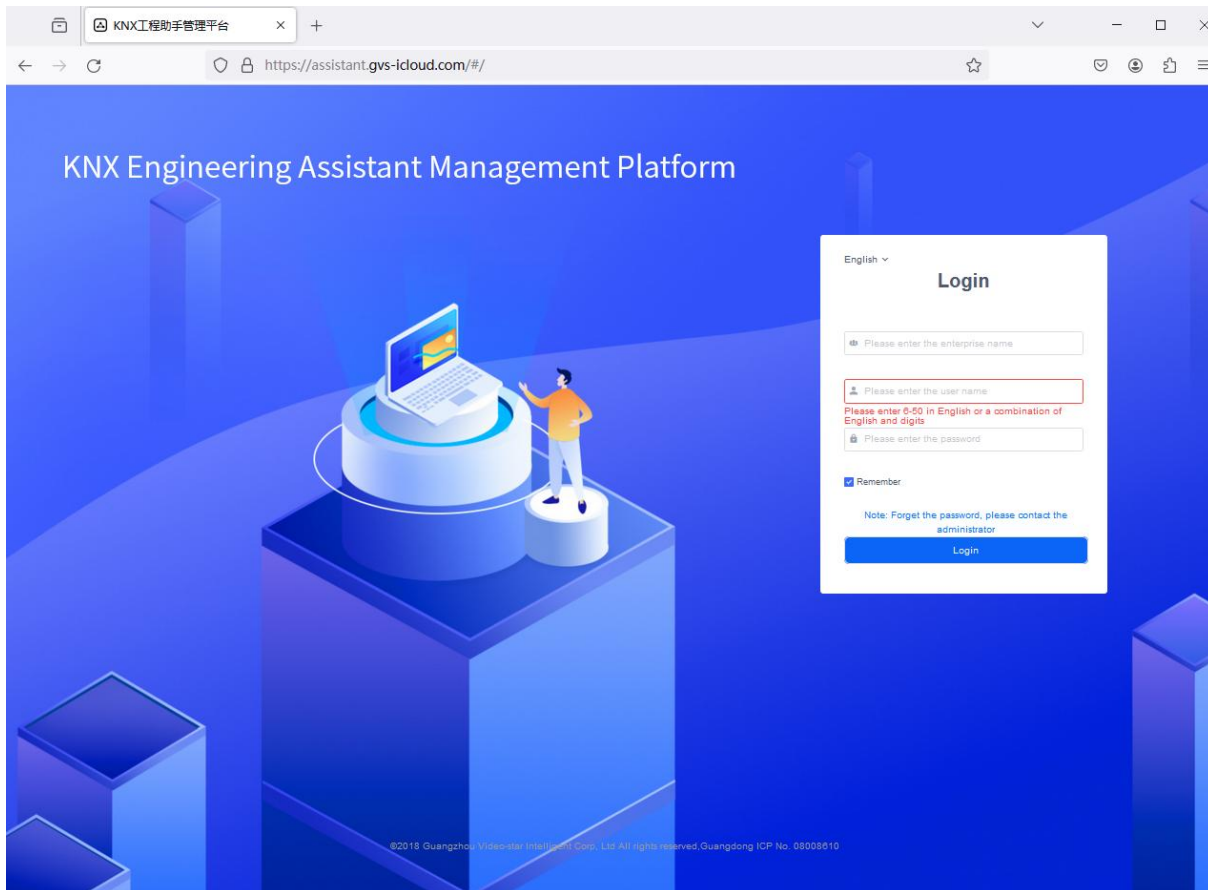 KNX工程助手管理平台
https://assistant.gvs-icloud.com/#/
KNX Engineering Assistant Management Platform
English
Login
Please enter the enterprise name
Please enter the user name
Please enter 6-50 in English or a combination of
English and digits
Please enter the password
Remember
Note: Forget the password, please contact the
administrator
Login
©2018 Guangzhou Video-star Intelligent Corp. Ltd All rights reserved,Guangdong ICP No. 08008610